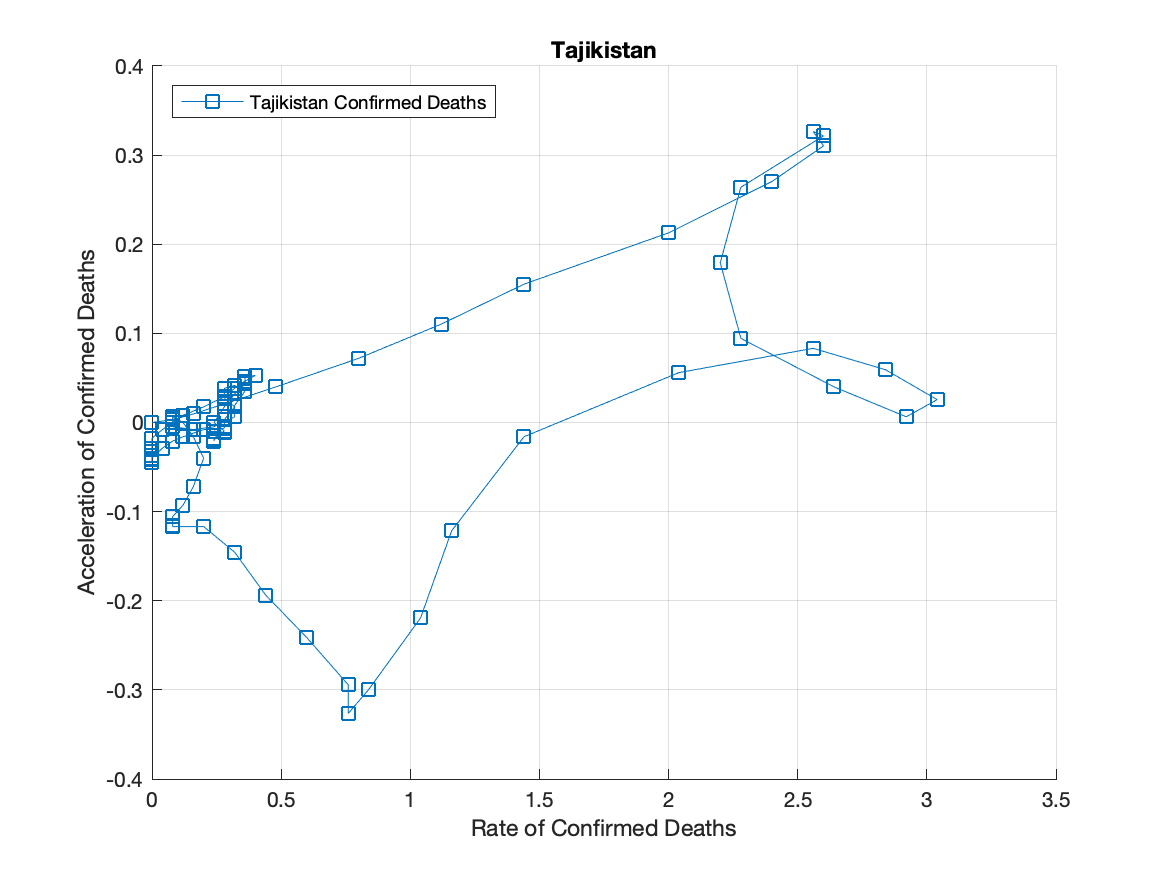 Tajikistan
Tajikistan Confirmed Deaths
0.4
0.3
0.2
0.1
0
-0.1
-0.2
-0.3
-0.4
Acceleration of Confirmed Deaths
0 0.5 1 1.5 2 2.5 3 3.5
Rate of Confirmed Deaths